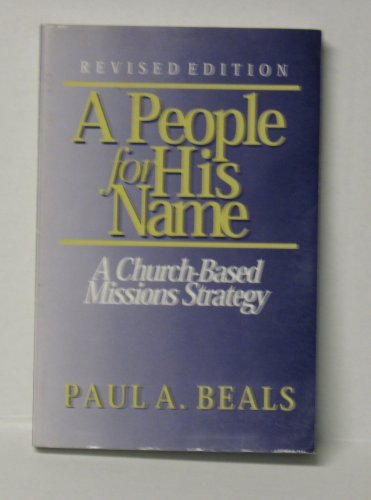 REVISED EDITION
A People
for His
Name
A Church-Based
Missions Strategy
PAUL A. BEALS